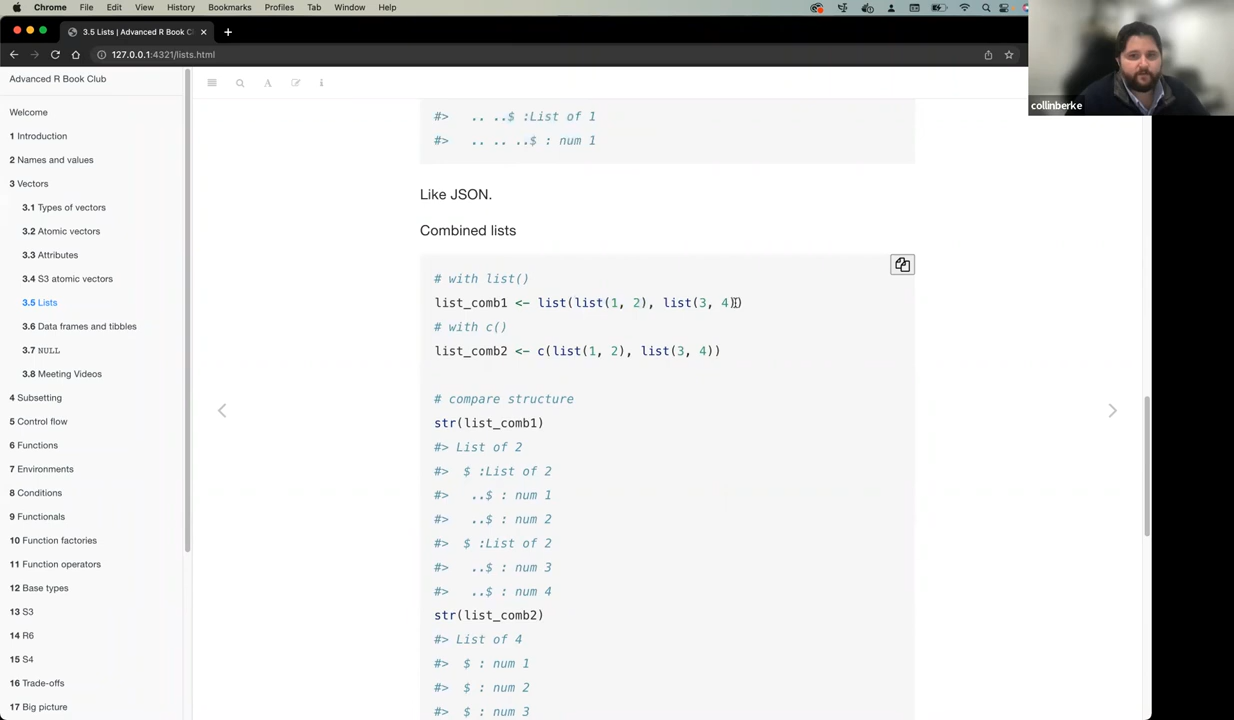 Chrome File Edit View History Bookmarks Profiles Tab Window Help
3.5 Lists | Advanced R Book C
127.0.0.1:4321/lists.html
collinberke
Advanced R Book Club
Welcome
1 Introduction
2 Names and values
3 Vectors
3.1 Types of vectors
3.2 Atomic vectors
3.3 Attributes
3.4 S3 atomic vectors
3.5 Lists
3.6 Data frames and tibbles
3.7 NULL
3.8 Meeting Videos
4 Subsetting
5 Control flow
6 Functions
7 Environments
8 Conditions
9 Functionals
10 Function factories
11 Function operators
12 Base types
13 S3
14 R6
15 S4
16 Trade-offs
17 Big picture
#> .. ..$ :List of 1
#> .. .. ..$ : num 1
Like JSON.
Combined lists
# with list()
list_comb1 <- list(list(1, 2), list(3, 4))
# with c()
list_comb2 <- c(list(1, 2), list(3, 4))
# compare structure
str(list_comb1)
#> List of 2
#> $ :List of 2
#> ..$ : num 1
#> ..$ : num 2
#> $ :List of 2
#> ..$ : num 3
#> ..$ : num 4
str(list_comb2)
#> List of 4
#> $ : num 1
#> $ : num 2
#> $ : num 3